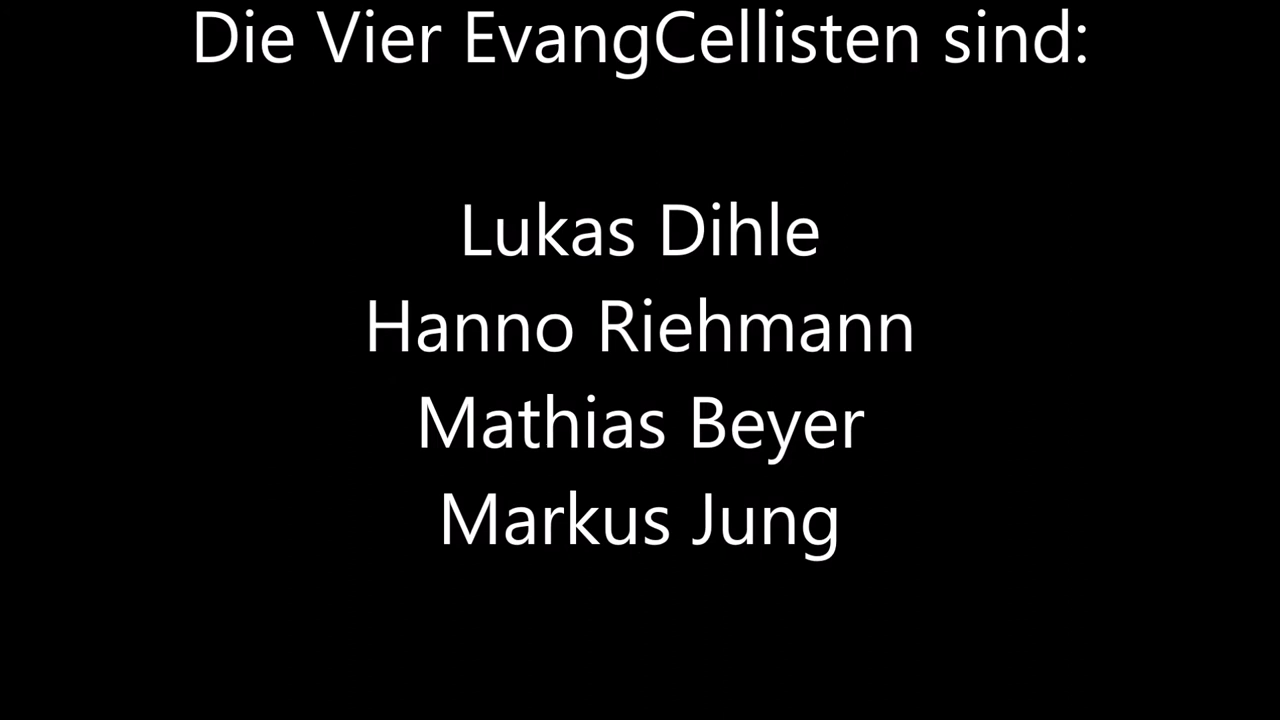 Die Vier EvangCellisten sind:
Lukas Dihle
Hanno Riehmann
Mathias Beyer
Markus Jung